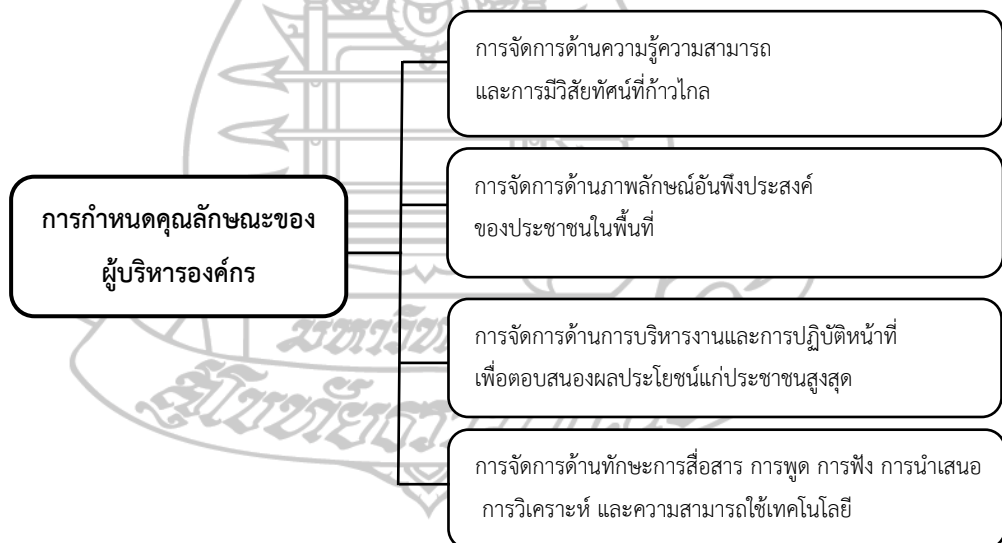 การจัดการด้านความรู้ความสามารถ
และการมีวิสัยทัศน์ที่ก้าวไกล
การจัดการด้านภาพลักษณ์อันพึงประสงค์
ของประชาชนในพื้นที่
การกำหนดคุณลักษณะของ
ผู้บริหารองค์กร
การจัดการด้านการบริหารงานและการปฏิบัติหน้าที่
เพื่อตอบสนองผลประโยชน์แก่ประชาชนสูงสุด
การจัดการด้านทักษะการสื่อสาร การพูด การฟัง การนำเสนอ
การวิเคราะห์ และความสามารถใช้เทคโนโลยี